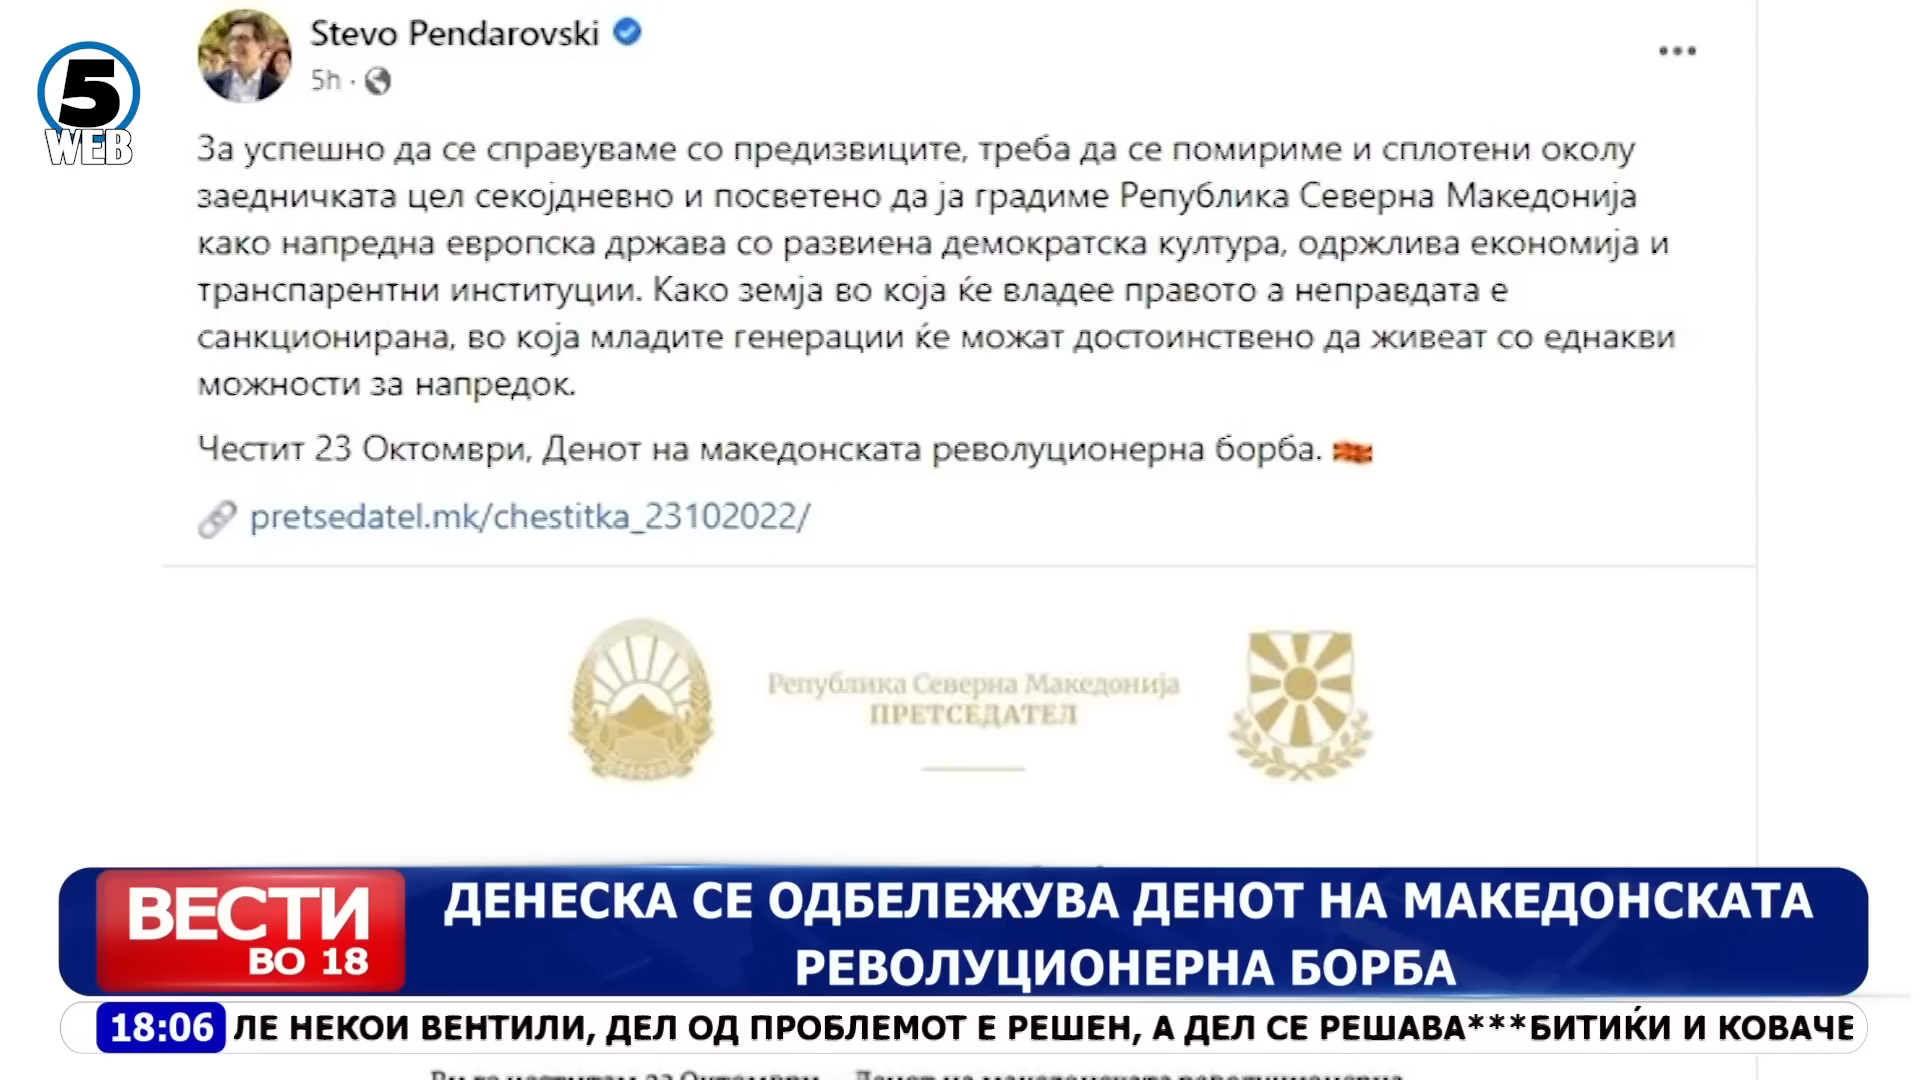 Stevo Pendarovski
5h ·
5
WEB
За успешно да се справуваме со предизвиците, треба да се помириме и сплотени околу
заедничката цел секојдневно и посветено да ја градиме Република Северна Македонија
како напредна европска држава со развиена демократска култура, одржлива економија и
транспарентни институции. Како земја во која ќе владее правото а неправдата е
санкционирана, во која младите генерации ќе можат достоинствено да живеат со еднакви
можности за напредок.
Честит 23 Октомври, Денот на македонската револуционерна борба.
pretsedatel.mk/chestitka_23102022/
Република Северна Македонија
ПРЕТСЕДАТЕЛ
ВЕСТИ
ВО 18
ДЕНЕСКА СЕ ОДБЕЛЕЖУВА ДЕНОТ НА МАКЕДОНСКАТА
РЕВОЛУЦИОНЕРНА БОРБА
18:06 ЛЕ НЕКОИ ВЕНТИЛИ, ДЕЛ ОД ПРОБЛЕМОТ Е РЕШЕН, А ДЕЛ СЕ РЕШАВА***БИТИЌИ И КОВАЧЕ